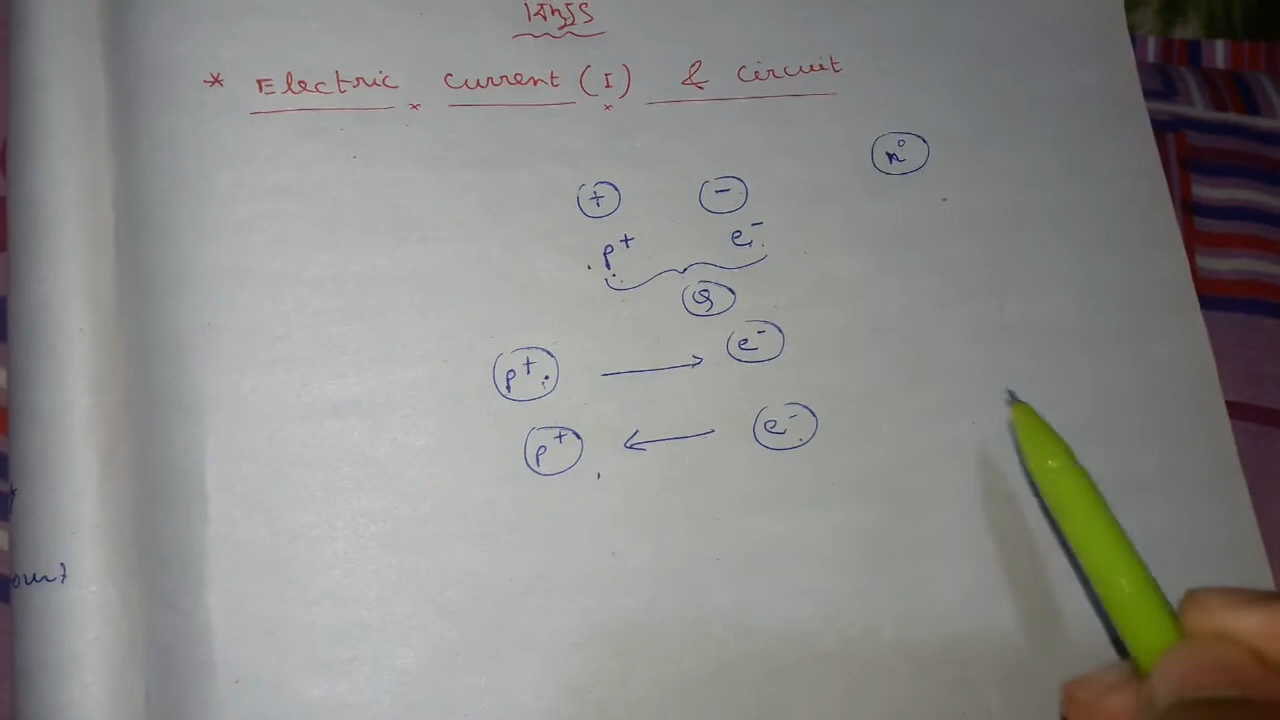 * Electric current (I) & circuit
n°
+ -
p+ e-
Q
p+ → e-
p+ ← e-